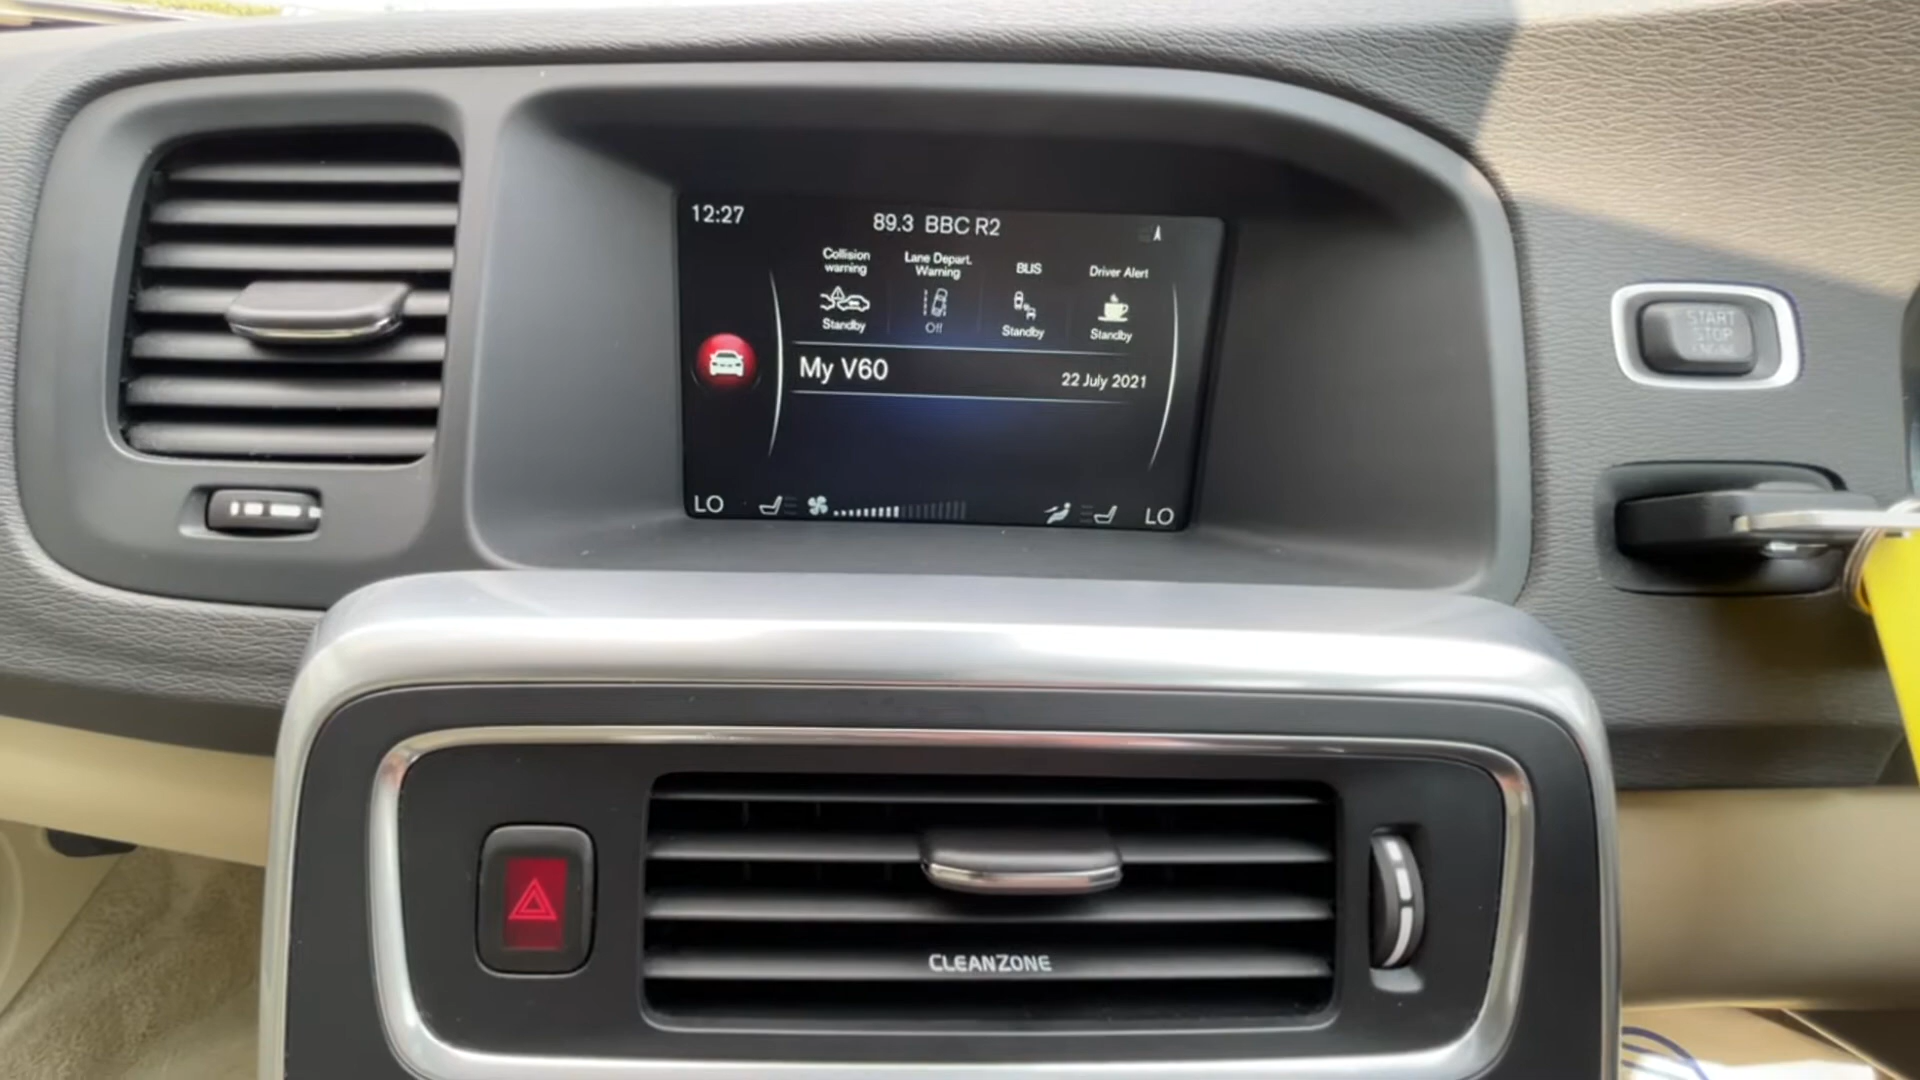 12:27
89.3 BBC R2
Collision
warning
Lane Depart.
Warning
BLIS
Driver Alert
Standby
Off
Standby
Standby
My V60
22 July 2021
LO
LO
START
STOP
ENGINE
CLEANZONE